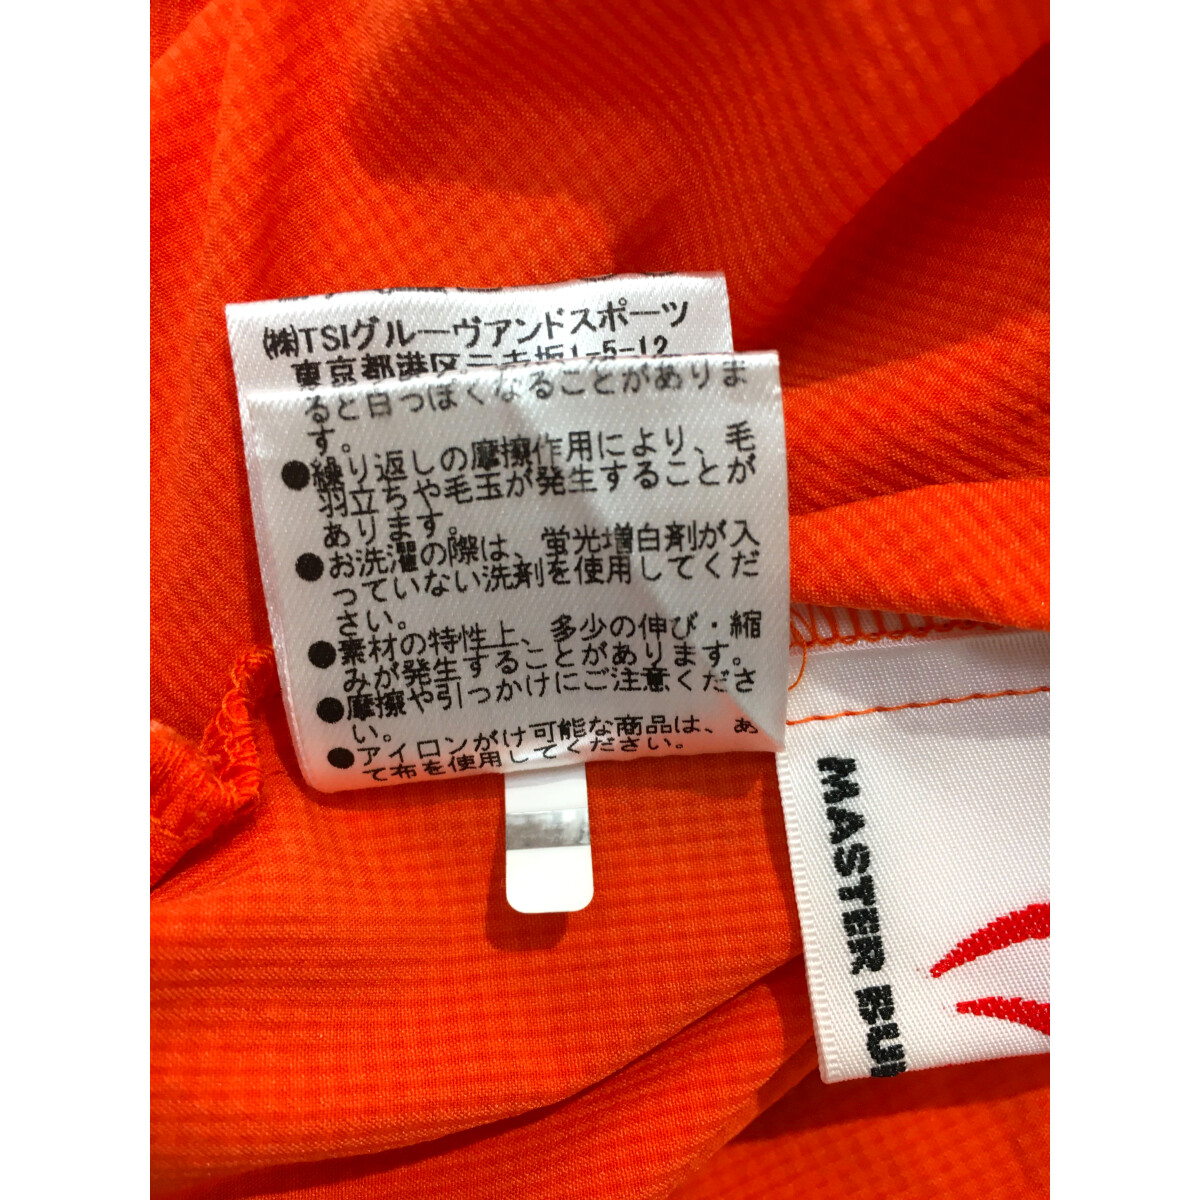 ㈱TSIグルーヴアンドスポーツ
東京都港区 1-5-12
ると白っぽくなることがありま
す。
●繰り返しの摩擦作用により、毛
羽立ちや毛玉が発生することが
あります。
●お洗濯の際は、蛍光増白剤が入
っていない洗剤を使用してくだ
さい。
●素材の特性上、多少の伸び・縮
みが発生することがあります。
●摩擦や引っかけにご注意くださ
い。
●アイロンがけ可能な商品は、あ
て布を使用してください。
MASTER